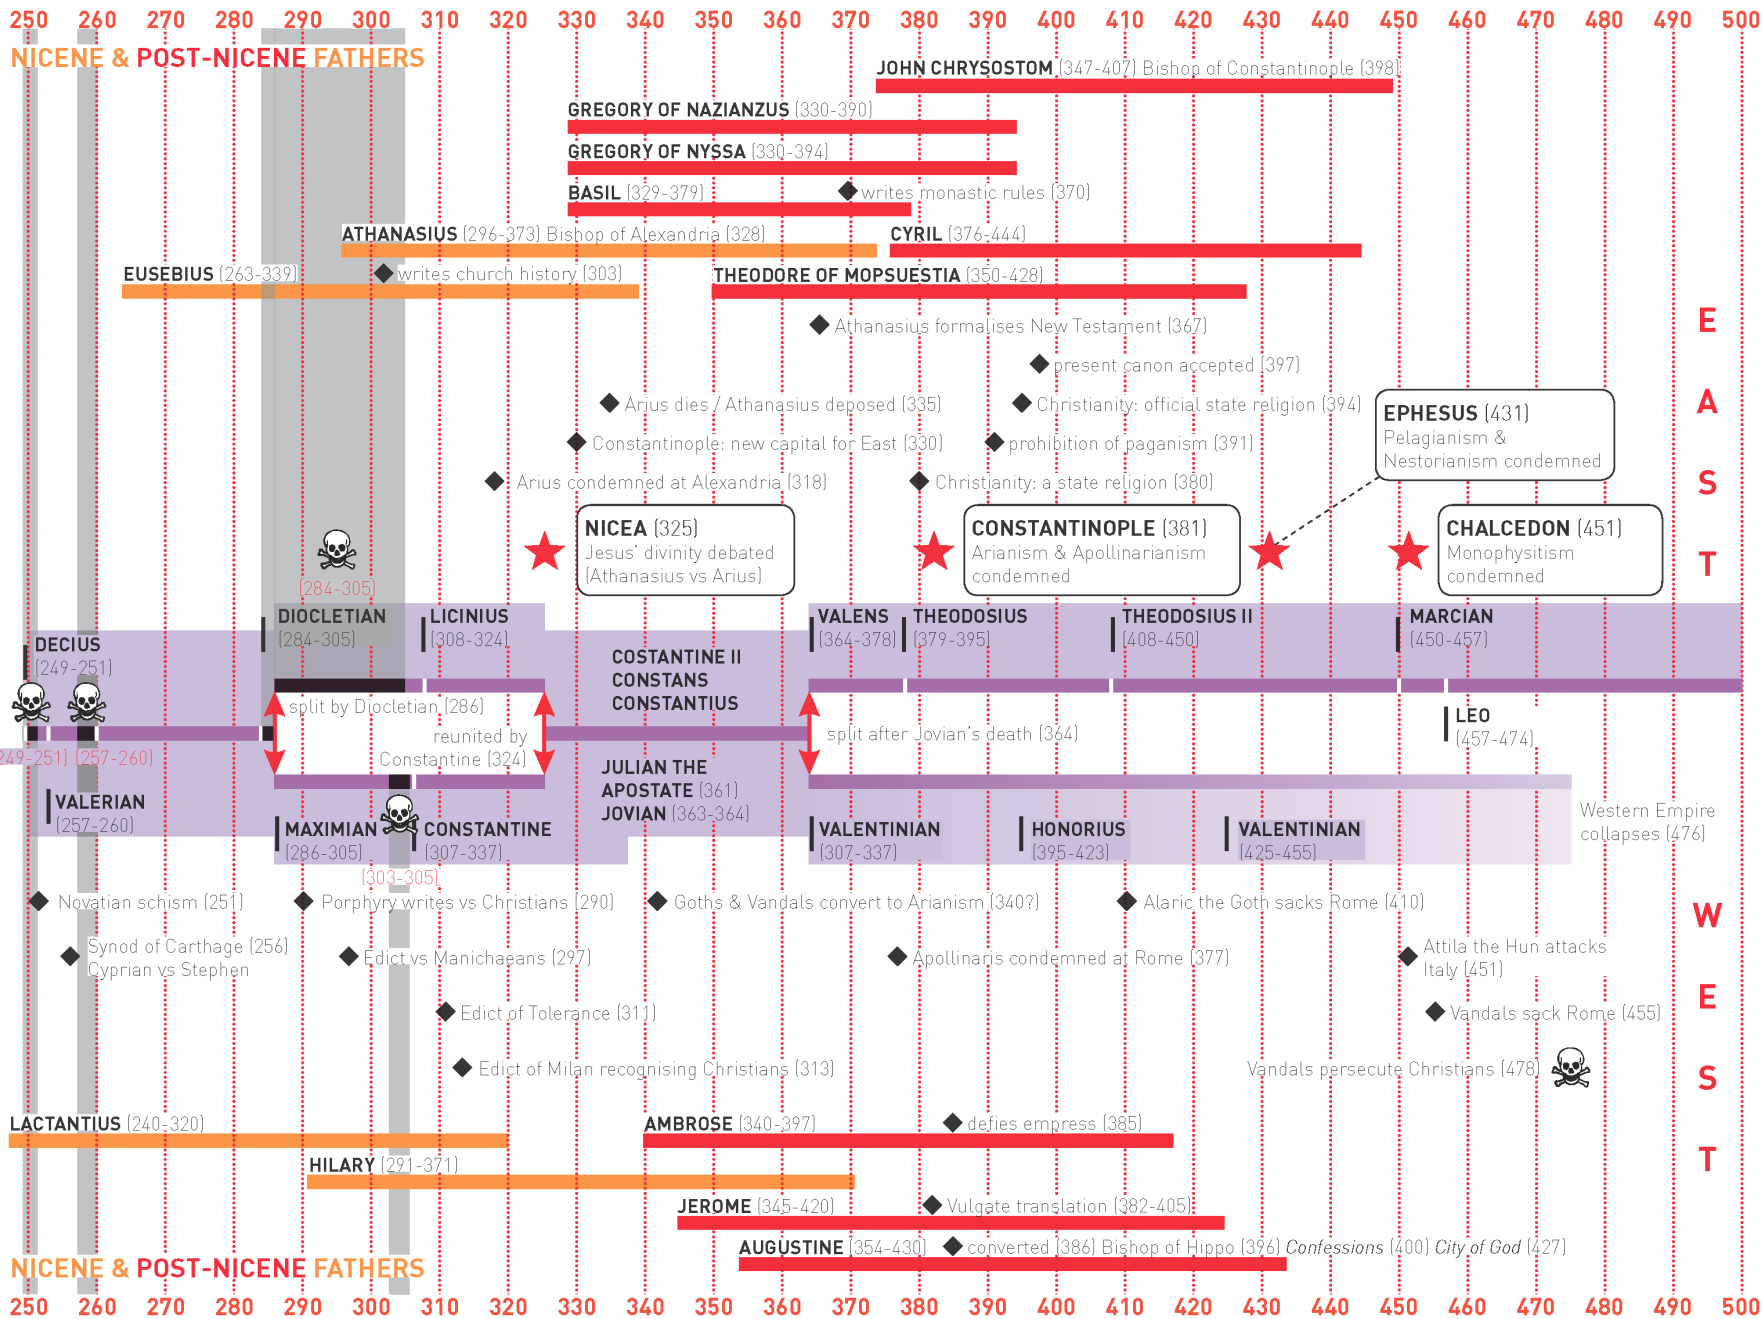 250 260 270 280 290 300 310 320 330 340 350 360 370 380 390 400 410 420 430 440 450 460 470 480 490 500
NICENE & POST-NICENE FATHERS
JOHN CHRYSOSTOM (347-407) Bishop of Constantinople (398)
GREGORY OF NAZIANZUS (330-390)
GREGORY OF NYSSA (330-394)
BASIL (329-379)
writes monastic rules (370)
ATHANASIUS (296-373) Bishop of Alexandria (328)
CYRIL (376-444)
EUSEBIUS (263-339)
writes church history (303)
THEODORE OF MOPSUESTIA (350-428)
Athanasius formalises New Testament (367)
present canon accepted (397)
Arius dies / Athanasius deposed (335)
Christianity: official state religion (394)
Constantinople: new capital for East (330)
prohibition of paganism (391)
Arius condemned at Alexandria (318)
Christianity: a state religion (380)
EPHESUS (431)
Pelagianism &
Nestorianism condemned
EAST
NICEA (325)
Jesus' divinity debated
(Athanasius vs Arius)
CONSTANTINOPLE (381)
Arianism & Apollinarianism
condemned
CHALCEDON (451)
Monophysitism
condemned
(284-305)
DECIUS
(249-251)
DIOCLETIAN
(284-305)
LICINIUS
(308-324)
COSTANTINE II
CONSTANS
CONSTANTIUS
VALENS
(364-378)
THEODOSIUS
(379-395)
THEODOSIUS II
(408-450)
MARCIAN
(450-457)
LEO
(457-474)
split by Diocletian (286)
reunited by
Constantine (324)
split after Jovian's death (364)
249-251) (257-260)
VALERIAN
(257-260)
MAXIMIAN
(286-305)
CONSTANTINE
(307-337)
(303-305)
JULIAN THE
APOSTATE (361)
JOVIAN (363-364)
VALENTINIAN
(307-337)
HONORIUS
(395-423)
VALENTINIAN
(425-455)
Western Empire
collapses (476)
Novatian schism (251)
Porphyry writes vs Christians (290)
Goths & Vandals convert to Arianism (340?)
Alaric the Goth sacks Rome (410)
WEST
Synod of Carthage (256)
Cyprian vs Stephen
Edict vs Manichaeans (297)
Apollinaris condemned at Rome (377)
Attila the Hun attacks
Italy (451)
Edict of Tolerance (311)
Vandals sack Rome (455)
Edict of Milan recognising Christians (313)
Vandals persecute Christians (478)
LACTANTIUS (240-320)
AMBROSE (340-397)
defies empress (385)
HILARY (291-371)
JEROME (345-420)
Vulgate translation (382-405)
AUGUSTINE (354-430)
converted (386) Bishop of Hippo (396) Confessions (400) City of God (427)
NICENE & POST-NICENE FATHERS
250 260 270 280 290 300 310 320 330 340 350 360 370 380 390 400 410 420 430 440 450 460 470 480 490 500